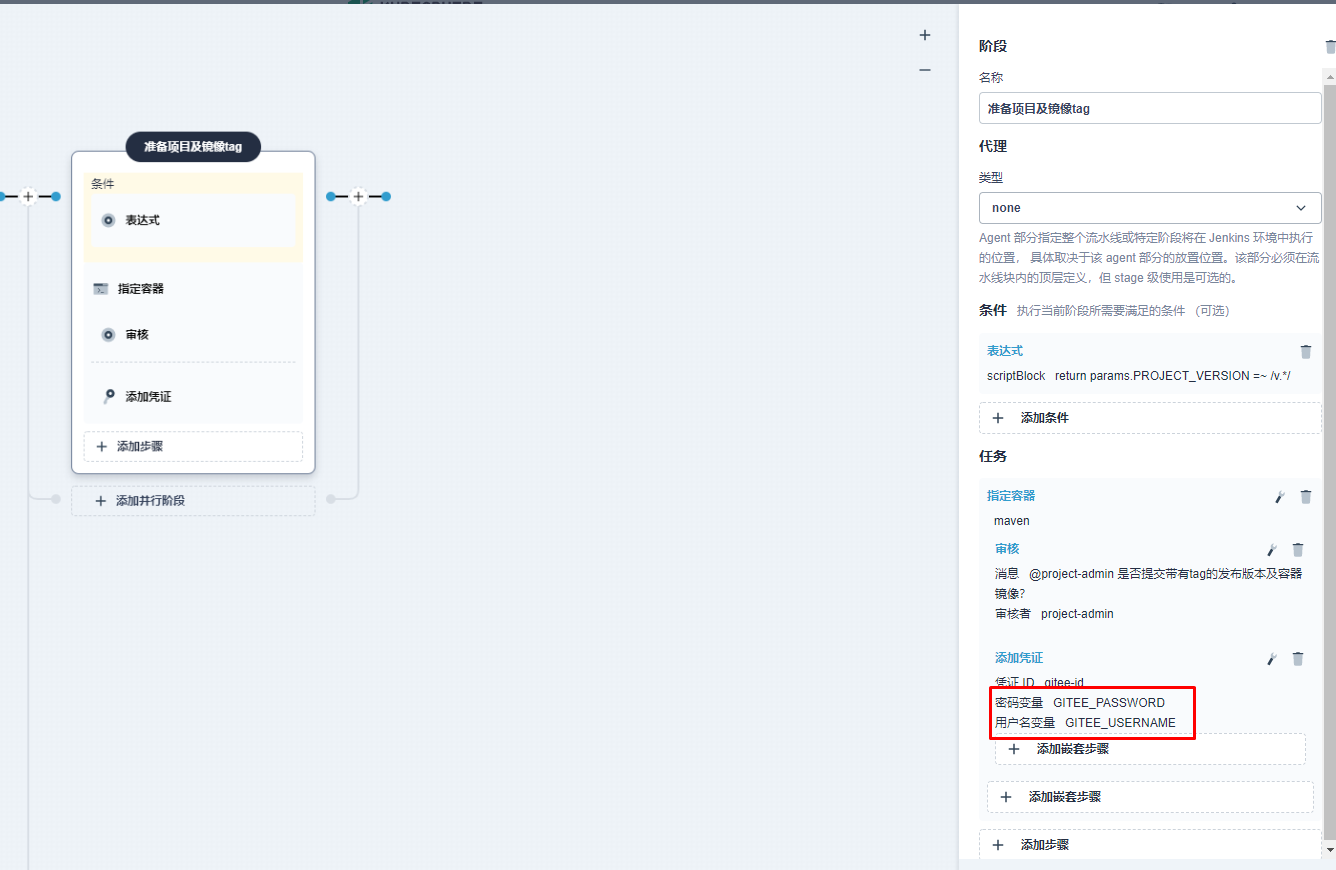 准备项目及镜像tag
条件
表达式
指定容器
审核
添加凭证
添加步骤
添加并行阶段
阶段
名称
准备项目及镜像tag
代理
类型
none
Agent 部分指定整个流水线或特定阶段将在 Jenkins 环境中执行
的位置， 具体取决于该 agent 部分的放置位置。该部分必须在流
水线块内的顶层定义，但 stage 级使用是可选的。
条件 执行当前阶段所需要满足的条件 （可选）
表达式
scriptBlock return params.PROJECT_VERSION =~ /v.*/
添加条件
任务
指定容器
maven
审核
消息 @project-admin 是否提交带有tag的发布版本及容器
镜像?
审核者 project-admin
添加凭证
凭证 ID gitee-id
密码变量 GITEE_PASSWORD
用户名变量 GITEE_USERNAME
添加嵌套步骤
添加嵌套步骤
添加步骤